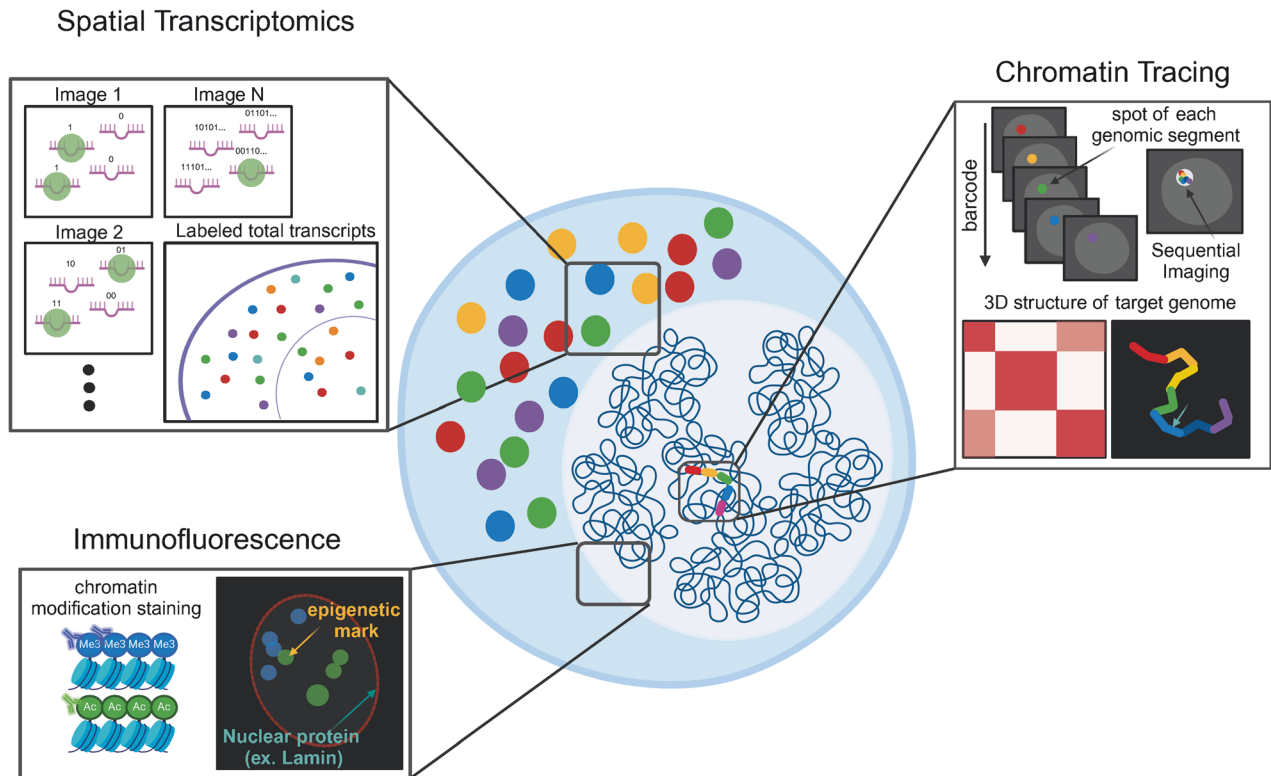 Spatial Transcriptomics
Image 1
1
0
1
0
Image N
01101...
10101...
00110...
11101...
Image 2
01
10
11
00
Labeled total transcripts
Chromatin Tracing
barcode
spot of each
genomic segment
Sequential
Imaging
3D structure of target genome
Immunofluorescence
chromatin
modification staining
Me3 Me3 Me3 Me3
Ac Ac Ac Ac
epigenetic
mark
Nuclear protein
(ex. Lamin)